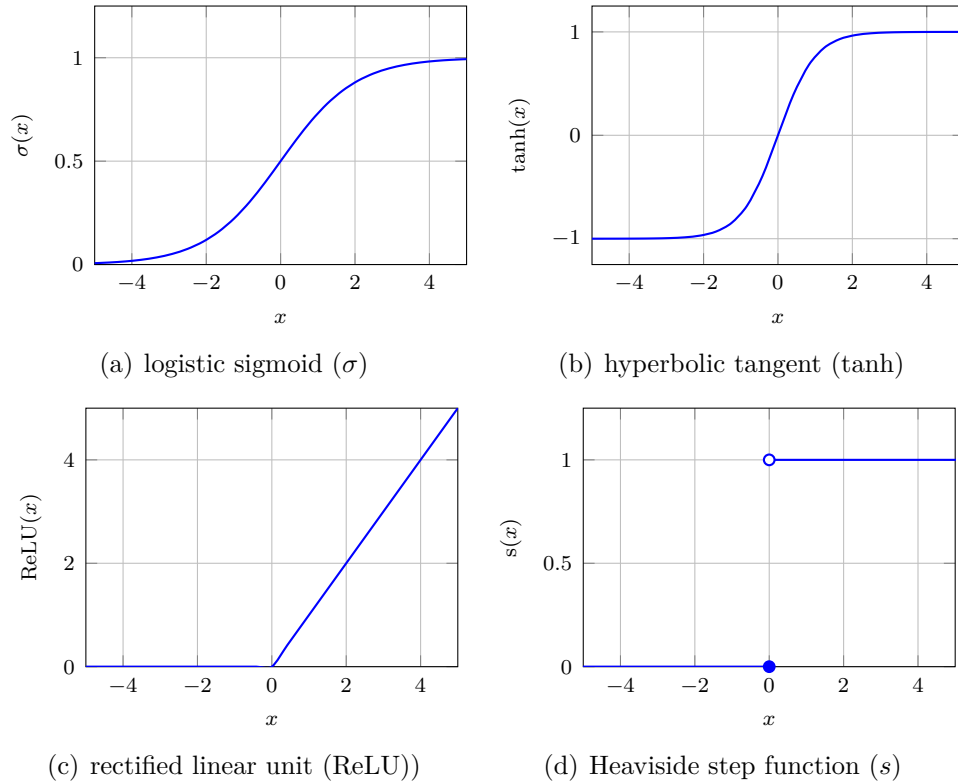 1
0.5
0
σ(x)
−4 −2 0 2 4
x
(a) logistic sigmoid (σ)
1
0
−1
tanh(x)
−4 −2 0 2 4
x
(b) hyperbolic tangent (tanh)
4
2
0
ReLU(x)
−4 −2 0 2 4
x
(c) rectified linear unit (ReLU))
1
0.5
0
s(x)
−4 −2 0 2 4
x
(d) Heaviside step function (s)